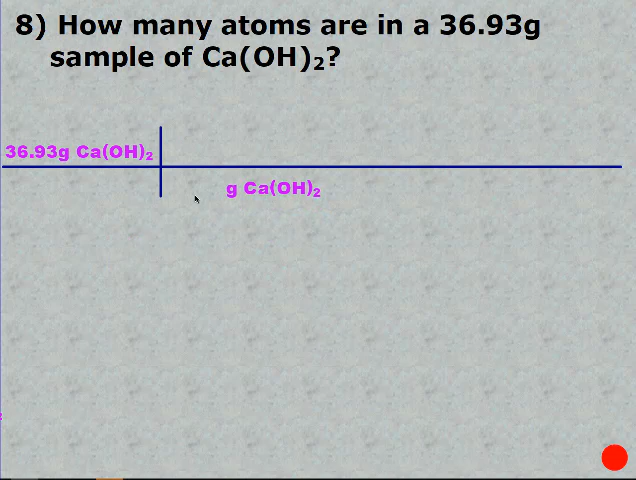 8) How many atoms are in a 36.93g
sample of Ca(OH)₂?
36.93g Ca(OH)₂
g Ca(OH)₂